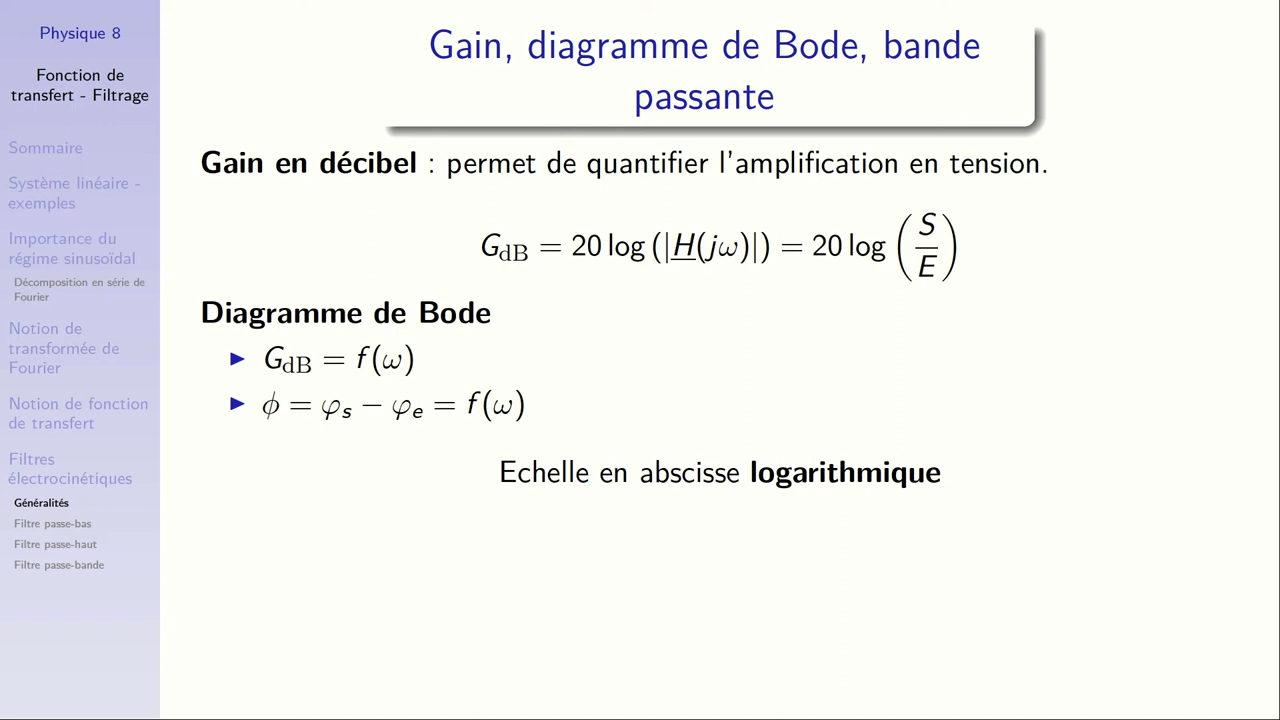 Physique 8
Fonction de
transfert - Filtrage
Sommaire
Système linéaire -
exemples
Importance du
régime sinusoïdal
Décomposition en série de
Fourier
Notion de
transformée de
Fourier
Notion de fonction
de transfert
Filtres
électrocinétiques
Généralités
Filtre passe-bas
Filtre passe-haut
Filtre passe-bande
Gain, diagramme de Bode, bande
passante
Gain en décibel : permet de quantifier l'amplification en tension.
G_dB = 20 log (|H(jω)|) = 20 log (S/E)
Diagramme de Bode
▶ G_dB = f(ω)
▶ ϕ = φ_s − φ_e = f(ω)
Echelle en abscisse logarithmique